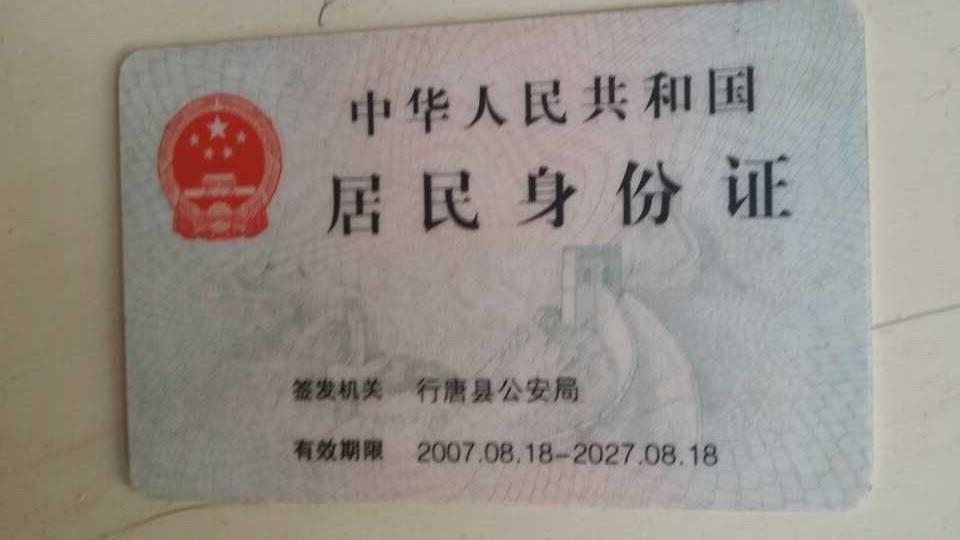 中华人民共和国
居民身份证
签发机关 行唐县公安局
有效期限 2007.08.18-2027.08.18